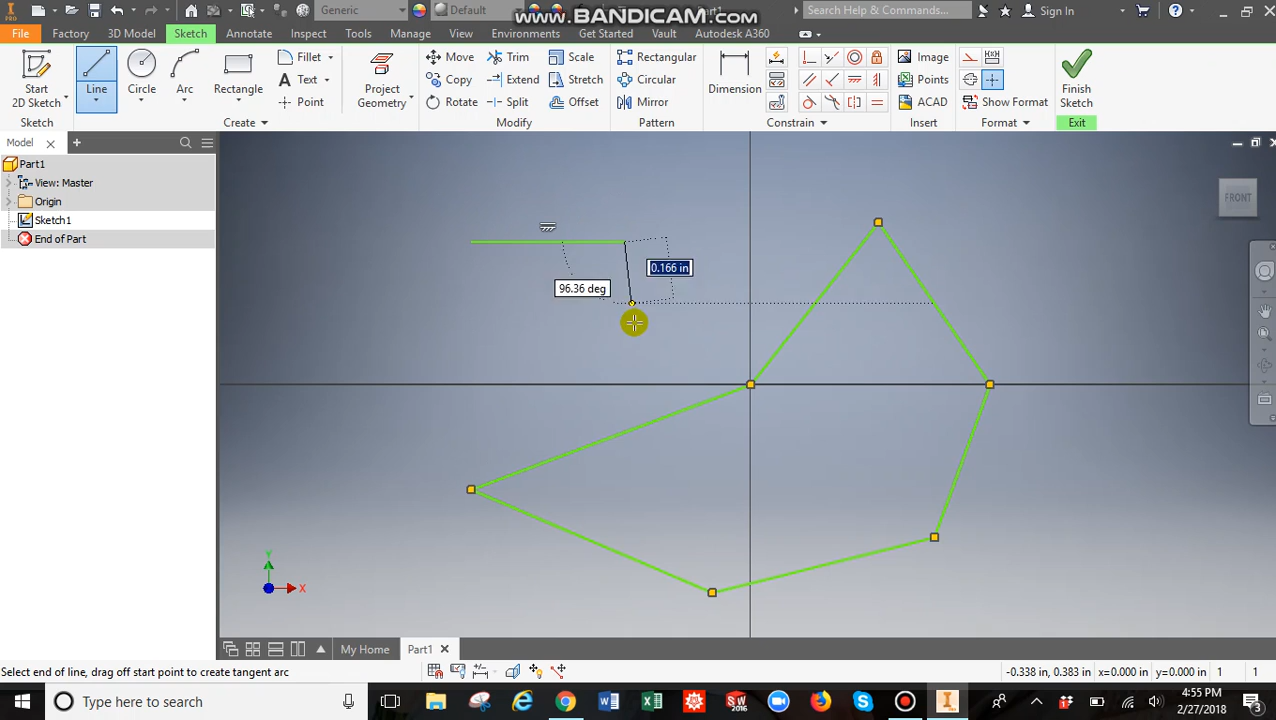 PRO
Generic
Default
www.BANDICAM.com
Part1
Search Help & Commands...
Sign In
File
Factory
3D Model
Sketch
Annotate
Inspect
Tools
Manage
View
Environments
Get Started
Vault
Autodesk A360
Start
2D Sketch
Line
Circle
Arc
Rectangle
Fillet
Text
Point
Project
Geometry
Move
Copy
Rotate
Trim
Extend
Split
Scale
Stretch
Offset
Rectangular
Circular
Mirror
Dimension
Image
Points
ACAD
Show Format
Finish
Sketch
Sketch
Create
Modify
Pattern
Constrain
Insert
Format
Exit
Model
Part1
View: Master
Origin
Sketch1
End of Part
FRONT
0.166 in
96.36 deg
Y
X
My Home
Part1
Select end of line, drag off start point to create tangent arc
-0.338 in, 0.383 in
x=0.000 in
y=0.000 in
1
1
Type here to search
4:55 PM
2/27/2018